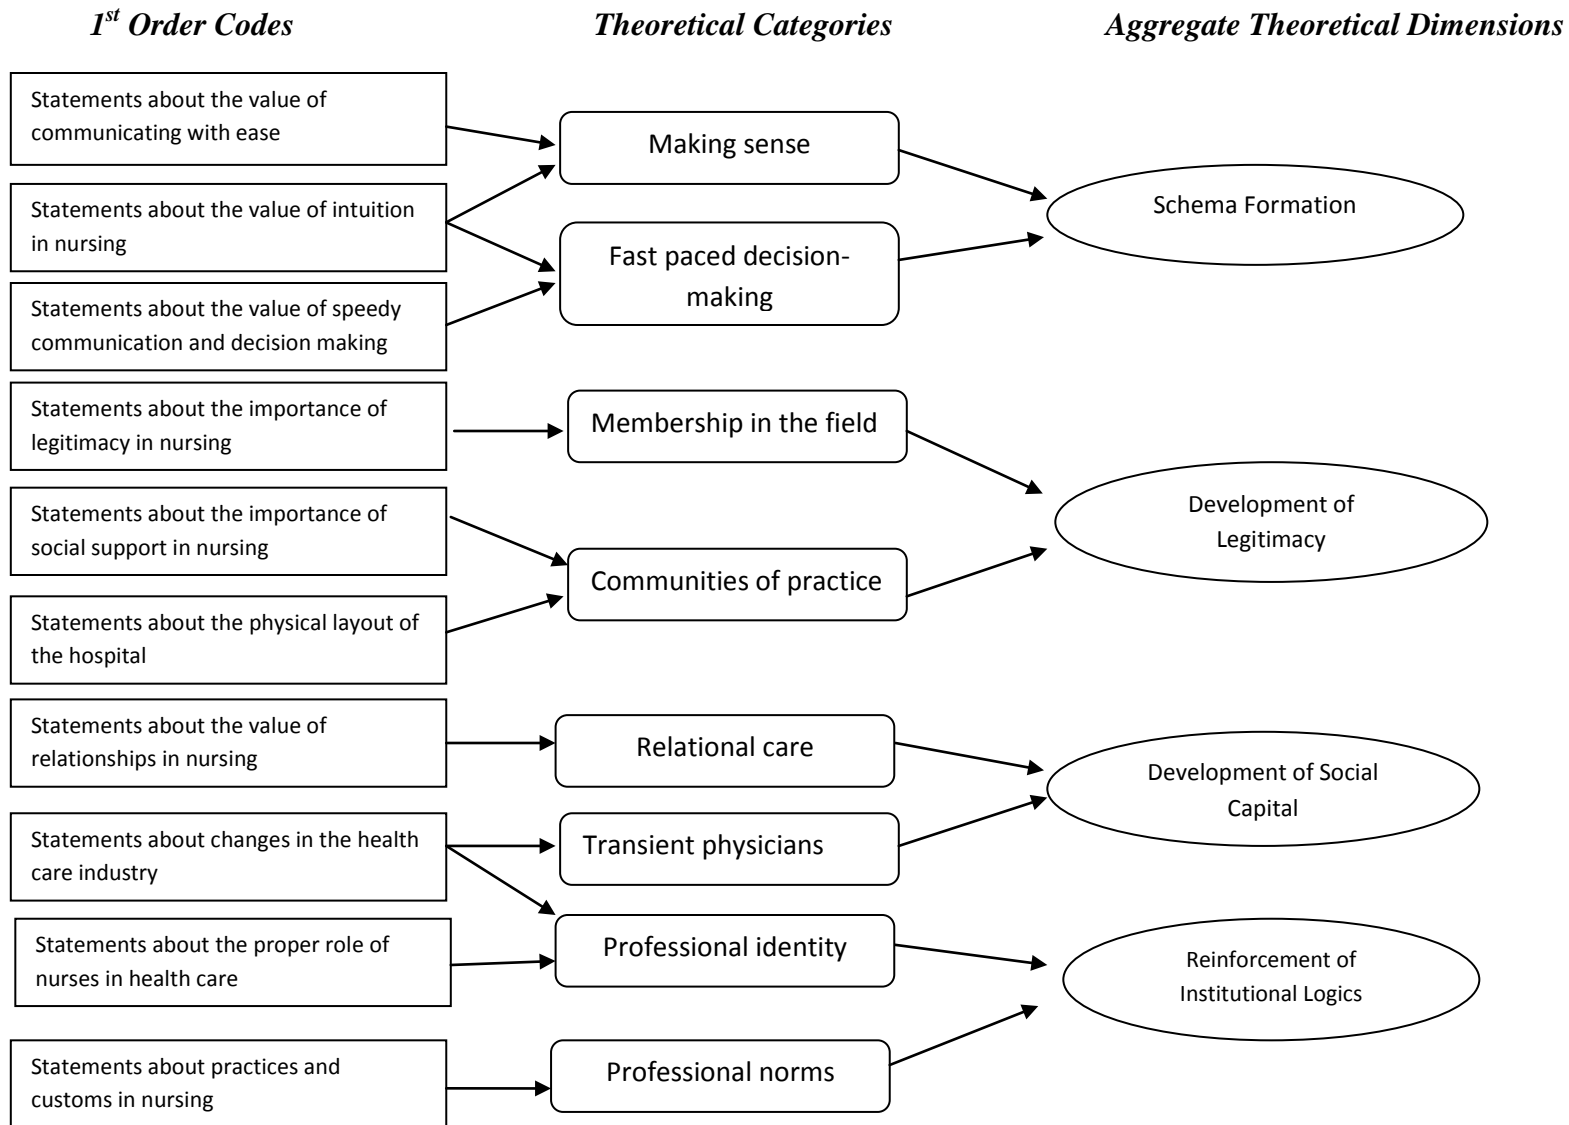 1st Order Codes
Theoretical Categories
Aggregate Theoretical Dimensions
Statements about the value of
communicating with ease
Statements about the value of intuition
in nursing
Statements about the value of speedy
communication and decision making
Statements about the importance of
legitimacy in nursing
Statements about the importance of
social support in nursing
Statements about the physical layout of
the hospital
Statements about the value of
relationships in nursing
Statements about changes in the health
care industry
Statements about the proper role of
nurses in health care
Statements about practices and
customs in nursing
Making sense
Fast paced decision-
making
Membership in the field
Communities of practice
Relational care
Transient physicians
Professional identity
Professional norms
Schema Formation
Development of
Legitimacy
Development of Social
Capital
Reinforcement of
Institutional Logics